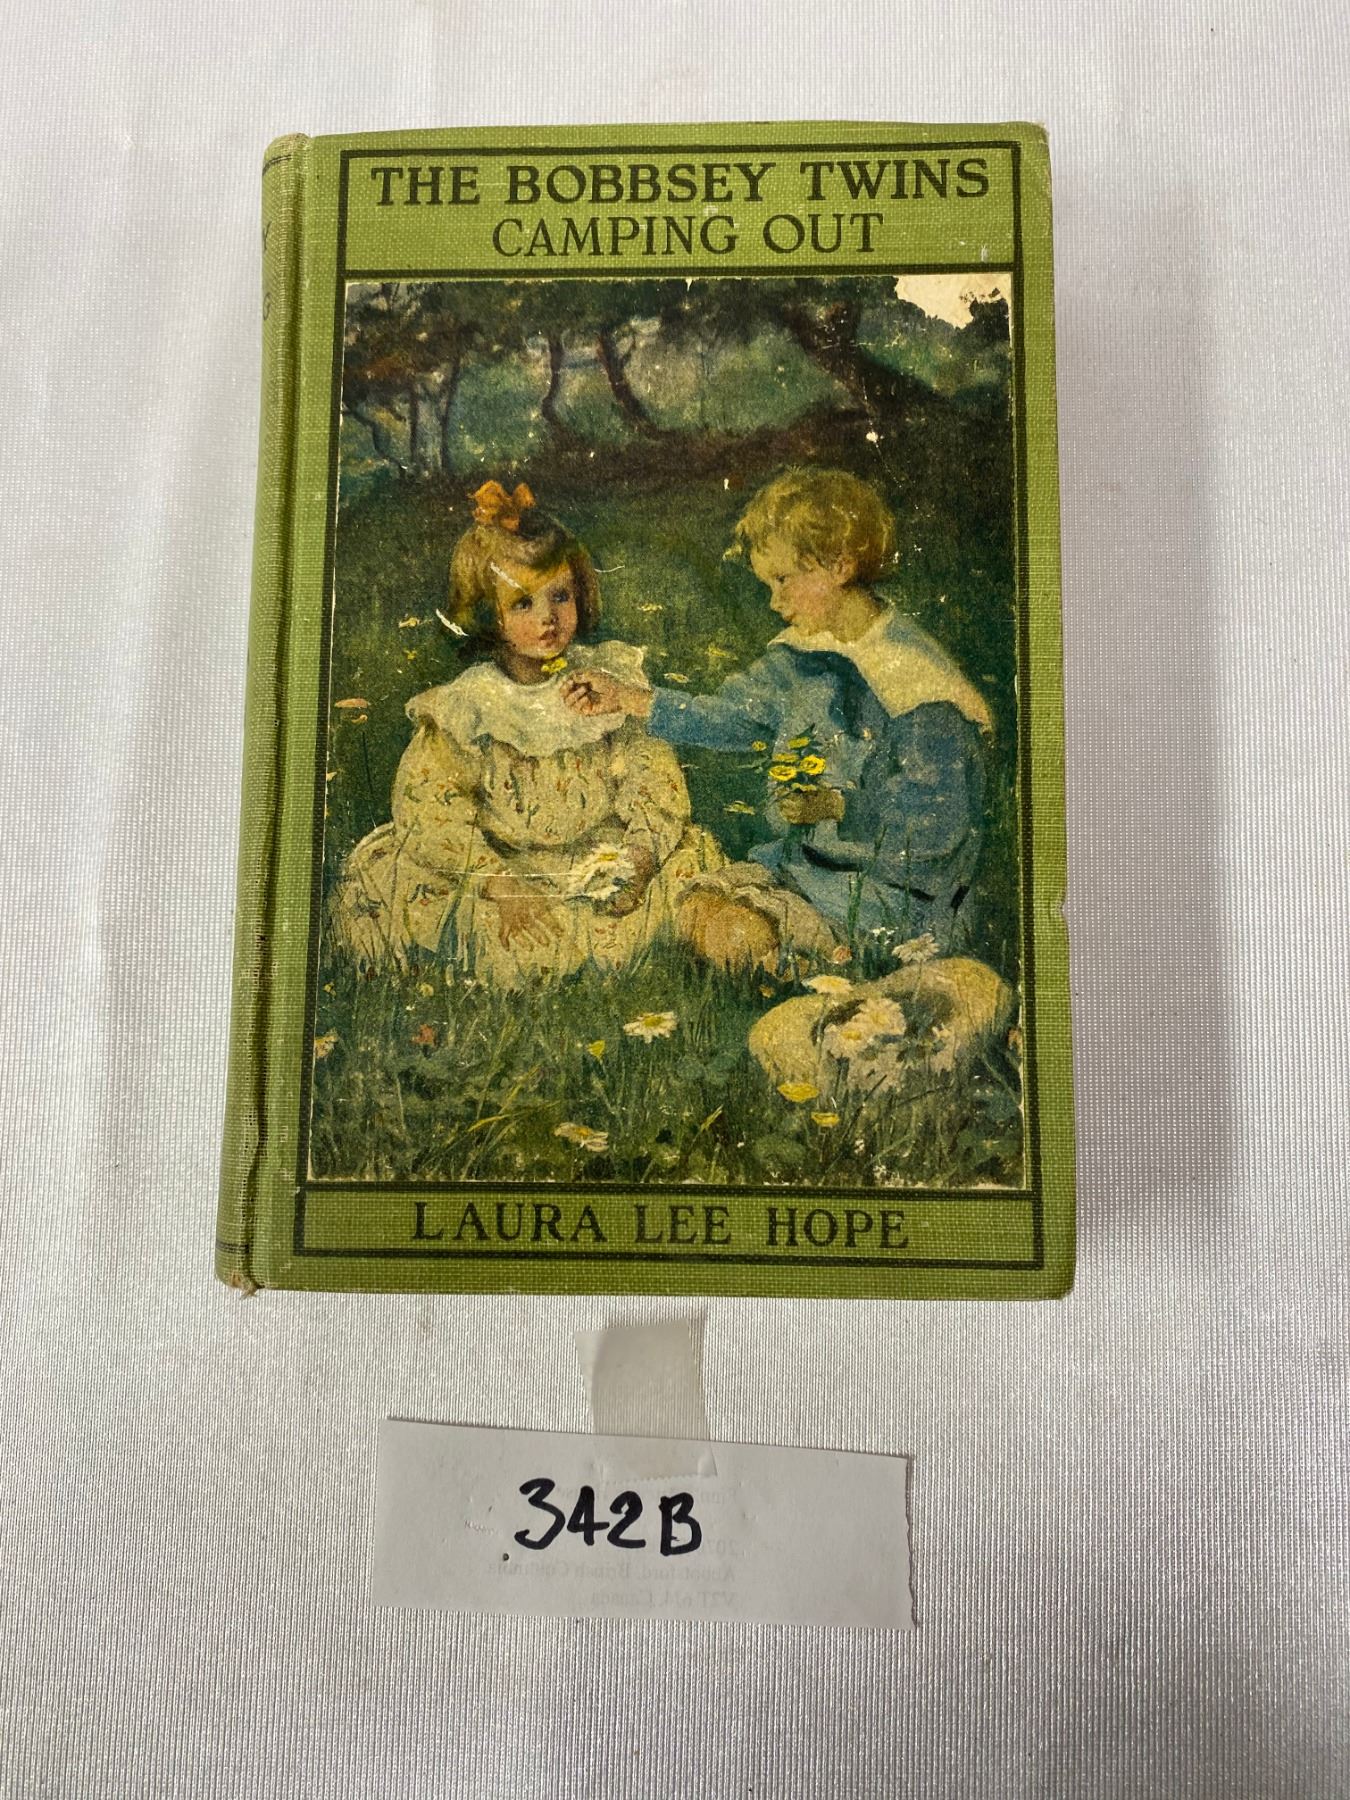 THE BOBBSEY TWINS
CAMPING OUT
LAURA LEE HOPE
342B